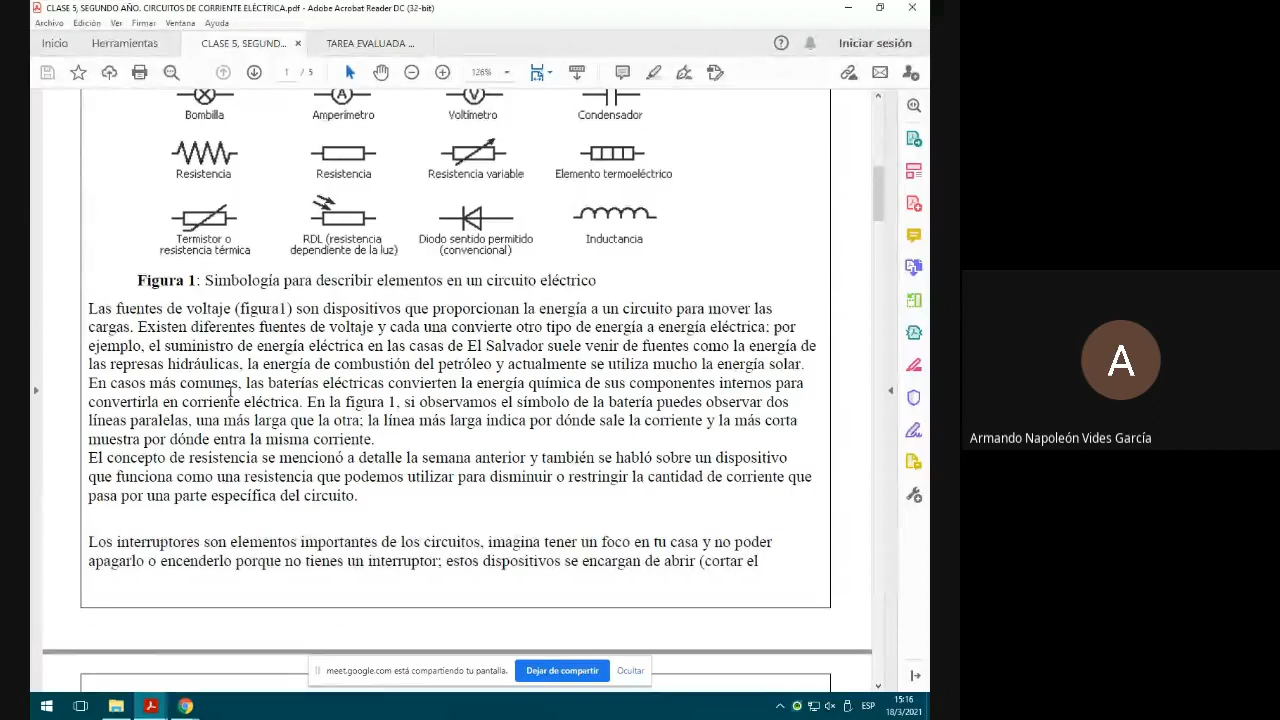 CLASE 5, SEGUNDO AÑO. CIRCUITOS DE CORRIENTE ELÉCTRICA.pdf - Adobe Acrobat Reader DC (32-bit)
Archivo Edición Ver Firmar Ventana Ayuda
Inicio Herramientas CLASE 5, SEGUND... × TAREA EVALUADA ... Iniciar sesión
1 / 5 126%
A V
Bombilla Amperímetro Voltímetro Condensador
Resistencia Resistencia Resistencia variable Elemento termoeléctrico
Termistor o RDL (resistencia Diodo sentido permitido Inductancia
resistencia térmica dependiente de la luz) (convencional)
Figura 1: Simbología para describir elementos en un circuito eléctrico
Las fuentes de voltaje (figura1) son dispositivos que proporcionan la energía a un circuito para mover las
cargas. Existen diferentes fuentes de voltaje y cada una convierte otro tipo de energía a energía eléctrica; por
ejemplo, el suministro de energía eléctrica en las casas de El Salvador suele venir de fuentes como la energía de
las represas hidráulicas, la energía de combustión del petróleo y actualmente se utiliza mucho la energía solar.
En casos más comunes, las baterías eléctricas convierten la energía química de sus componentes internos para
convertirla en corriente eléctrica. En la figura 1, si observamos el símbolo de la batería puedes observar dos
líneas paralelas, una más larga que la otra; la línea más larga indica por dónde sale la corriente y la más corta
muestra por dónde entra la misma corriente.
El concepto de resistencia se mencionó a detalle la semana anterior y también se habló sobre un dispositivo
que funciona como una resistencia que podemos utilizar para disminuir o restringir la cantidad de corriente que
pasa por una parte específica del circuito.
Los interruptores son elementos importantes de los circuitos, imagina tener un foco en tu casa y no poder
apagarlo o encenderlo porque no tienes un interruptor; estos dispositivos se encargan de abrir (cortar el
meet.google.com está compartiendo tu pantalla. Dejar de compartir Ocultar
ESP
15:16
18/3/2021
A
Armando Napoleón Vides García